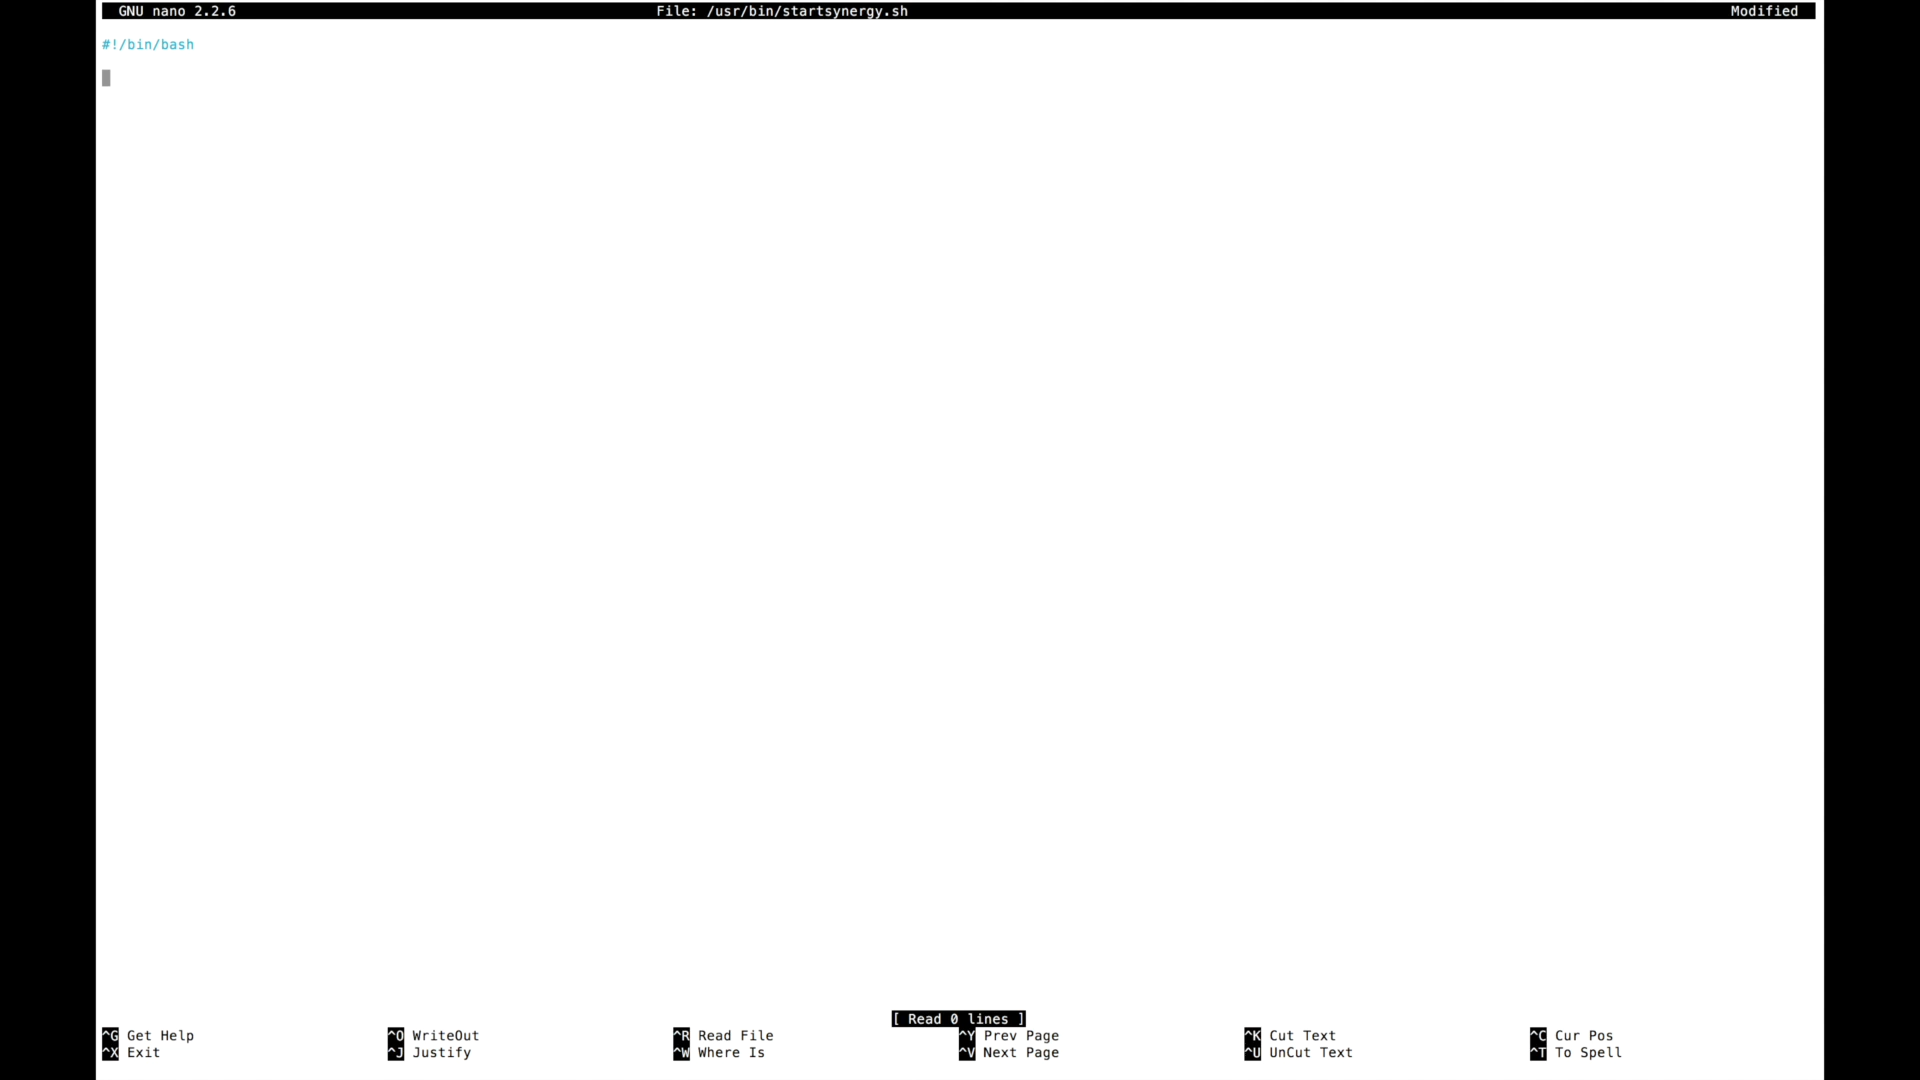 GNU nano 2.2.6 File: /usr/bin/startsynergy.sh Modified
#!/bin/bash
[ Read 0 lines ]
^G Get Help ^O WriteOut ^R Read File ^Y Prev Page ^K Cut Text ^C Cur Pos
^X Exit ^J Justify ^W Where Is ^V Next Page ^U UnCut Text ^T To Spell